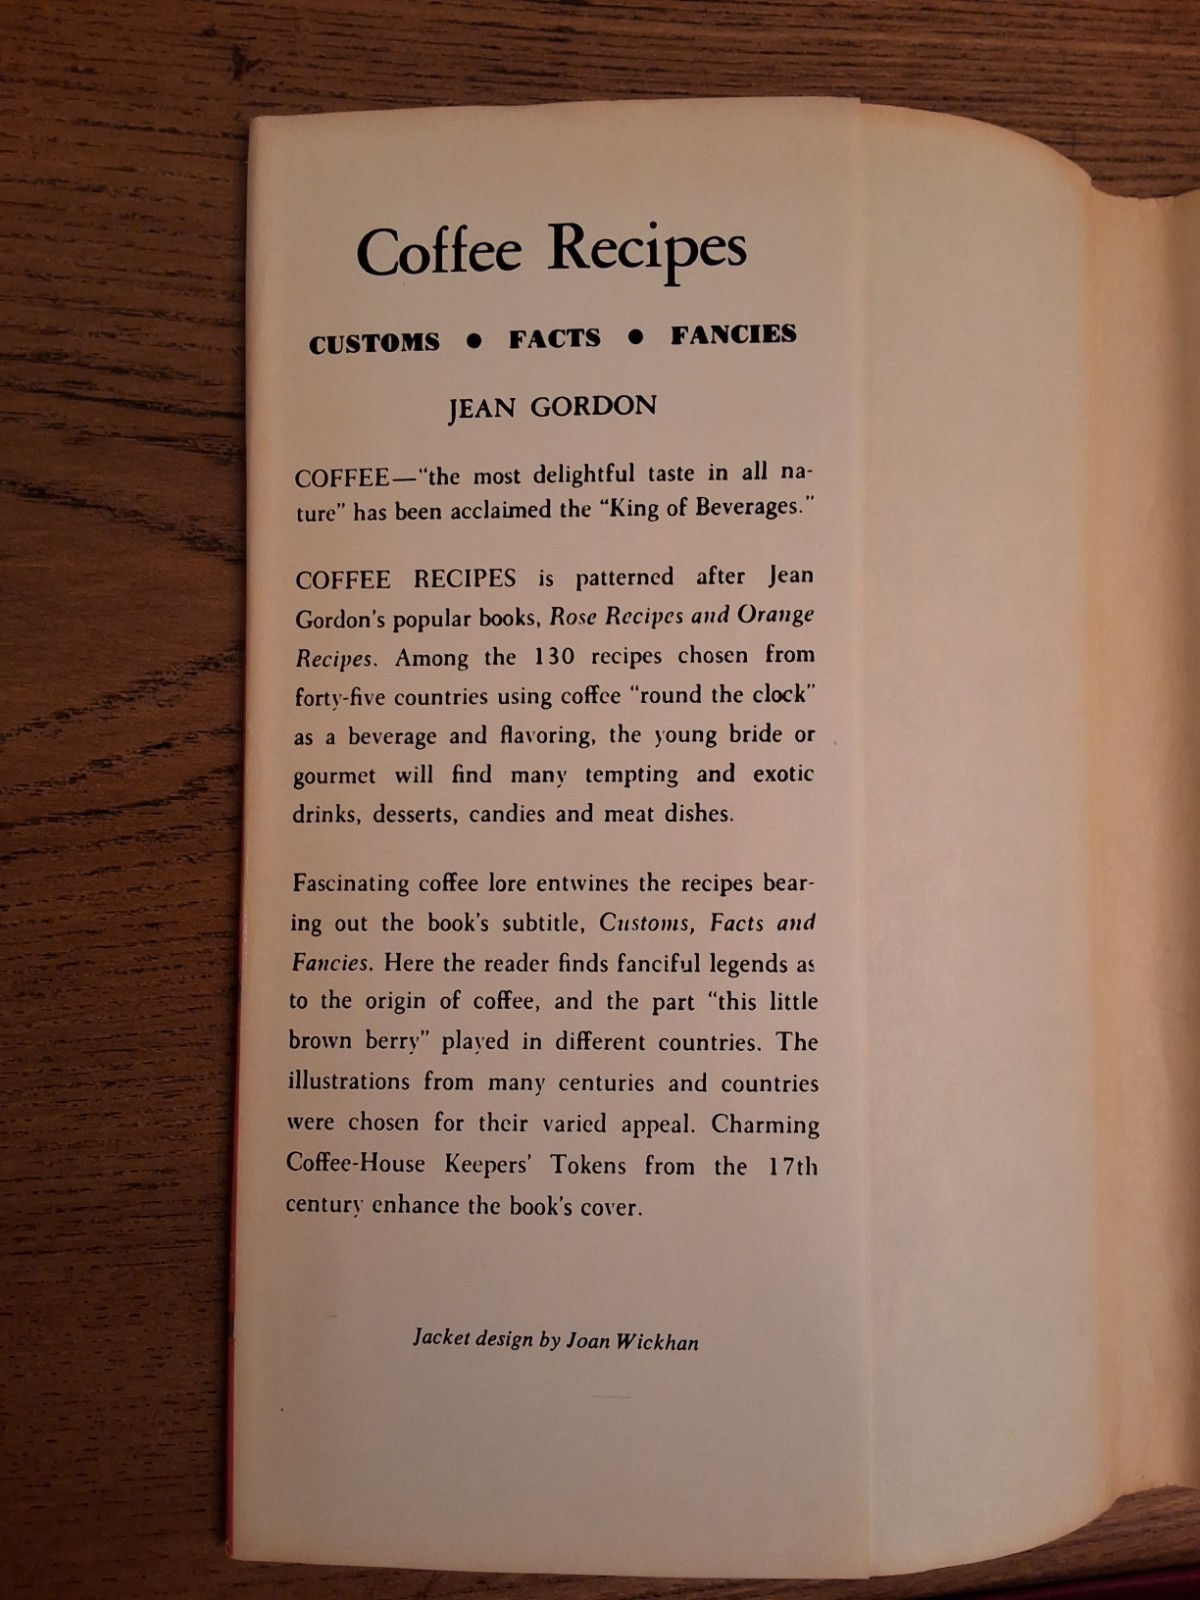 Coffee Recipes
CUSTOMS ● FACTS ● FANCIES
JEAN GORDON
COFFEE—"the most delightful taste in all na-
ture" has been acclaimed the "King of Beverages."
COFFEE RECIPES is patterned after Jean
Gordon's popular books, Rose Recipes and Orange
Recipes. Among the 130 recipes chosen from
forty-five countries using coffee "round the clock"
as a beverage and flavoring, the young bride or
gourmet will find many tempting and exotic
drinks, desserts, candies and meat dishes.
Fascinating coffee lore entwines the recipes bear-
ing out the book's subtitle, Customs, Facts and
Fancies. Here the reader finds fanciful legends as
to the origin of coffee, and the part "this little
brown berry" played in different countries. The
illustrations from many centuries and countries
were chosen for their varied appeal. Charming
Coffee-House Keepers' Tokens from the 17th
century enhance the book's cover.
Jacket design by Joan Wickhan